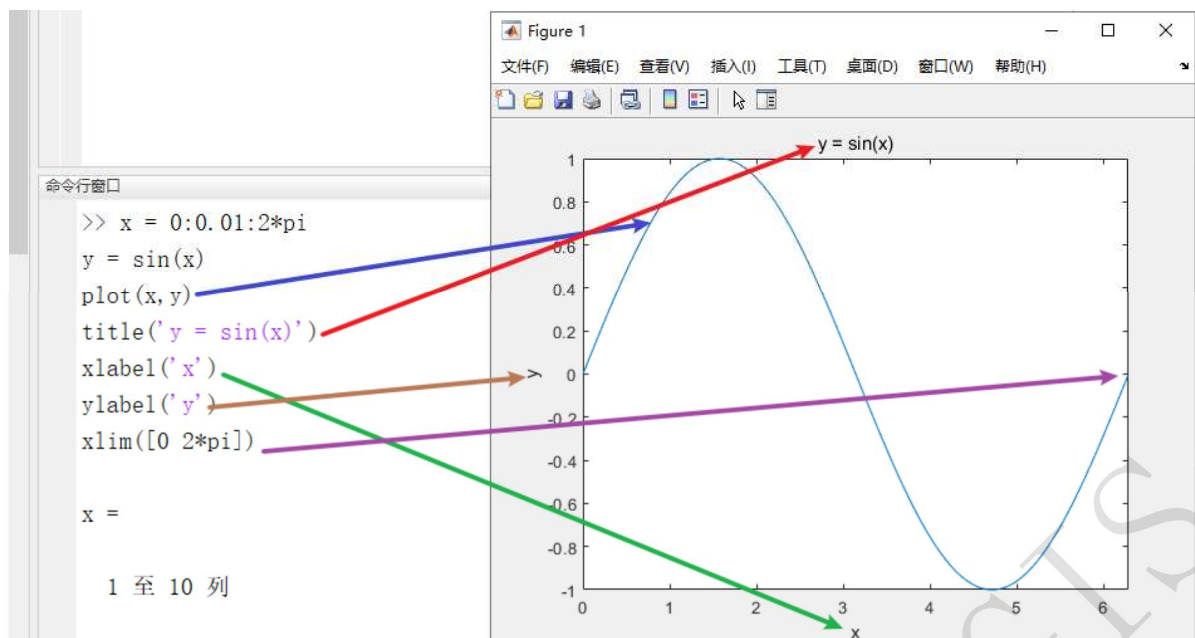 Figure 1
文件(F) 编辑(E) 查看(V) 插入(I) 工具(T) 桌面(D) 窗口(W) 帮助(H)
命令行窗口
>> x = 0:0.01:2*pi
y = sin(x)
plot(x,y)
title('y = sin(x)')
xlabel('x')
ylabel('y')
xlim([0 2*pi])
x =
1 至 10 列
y = sin(x)
1
0.8
0.6
0.4
0.2
0
-0.2
-0.4
-0.6
-0.8
-1
y
0 1 2 3 4 5 6
x